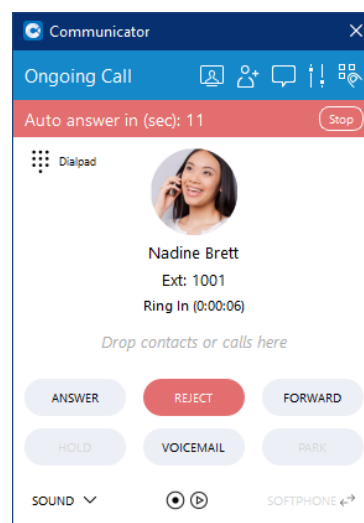 Communicator
Ongoing Call
Auto answer in (sec): 11 Stop
Dialpad
Nadine Brett
Ext: 1001
Ring In (0:00:06)
Drop contacts or calls here
ANSWER REJECT FORWARD
HOLD VOICEMAIL PARK
SOUND SOFTPHONE